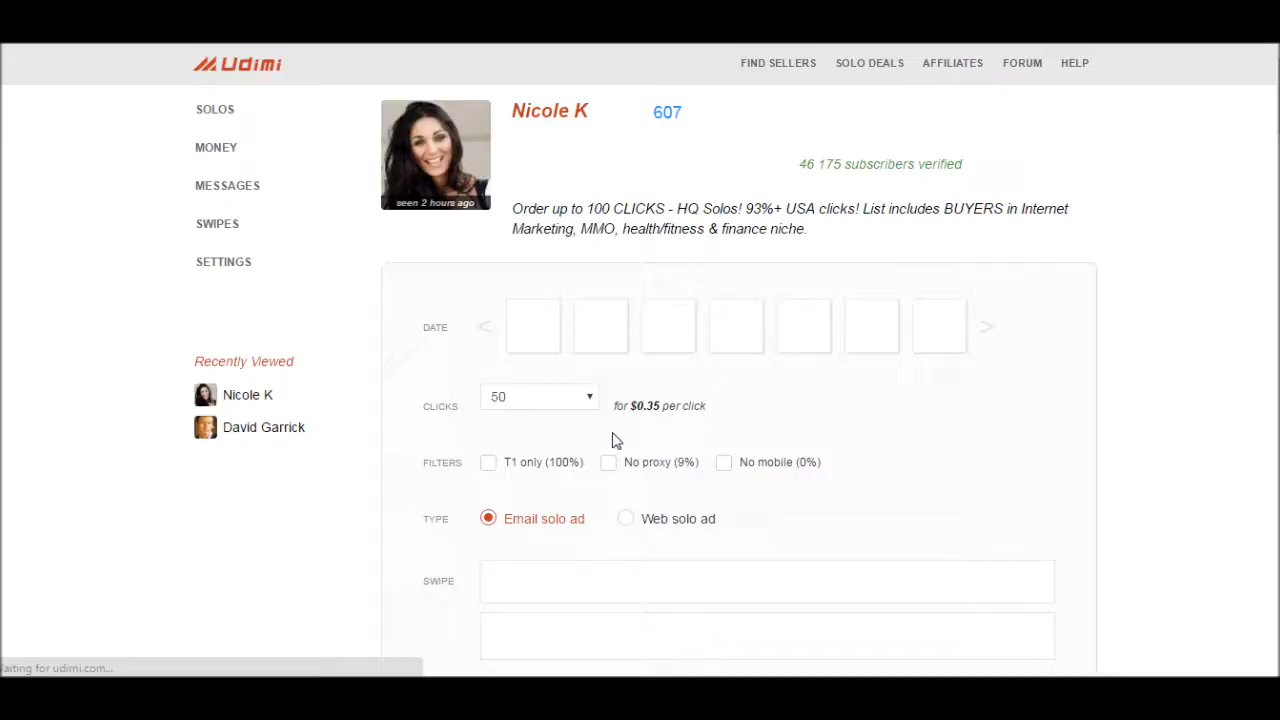 Udimi
FIND SELLERS SOLO DEALS AFFILIATES FORUM HELP
SOLOS
MONEY
MESSAGES
SWIPES
SETTINGS
Recently Viewed
Nicole K
David Garrick
Nicole K 607
seen 2 hours ago
46 175 subscribers verified
Order up to 100 CLICKS - HQ Solos! 93%+ USA clicks! List includes BUYERS in Internet
Marketing, MMO, health/fitness & finance niche.
DATE < >
CLICKS 50 for $0.35 per click
FILTERS T1 only (100%) No proxy (9%) No mobile (0%)
TYPE Email solo ad Web solo ad
SWIPE
Waiting for udimi.com...